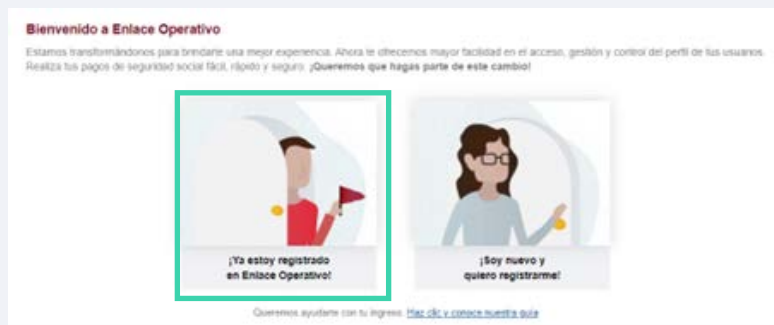 Bienvenido a Enlace Operativo
Estamos transformándonos para brindarte una mejor experiencia. Ahora te ofrecemos mayor facilidad en el acceso, gestión y control del perfil de tus usuarios.
Realiza tus pagos de seguridad social fácil, rápido y seguro. ¡Queremos que hagas parte de este cambio!
¡Ya estoy registrado
en Enlace Operativo!
¡Soy nuevo y
quiero registrarme!
Queremos ayudarte con tu ingreso. Haz clic y conoce nuestra guía